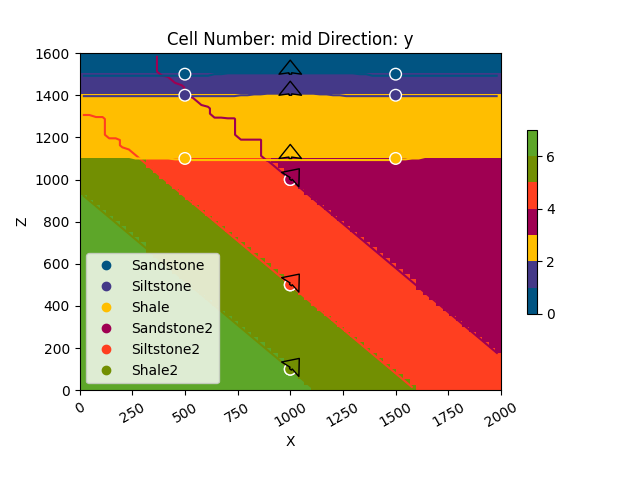 Cell Number: mid Direction: y
1600
1400
1200
1000
800
600
400
200
0
Z
Sandstone
Siltstone
Shale
Sandstone2
Siltstone2
Shale2
0 250 500 750 1000 1250 1500 1750 2000
X
6
4
2
0